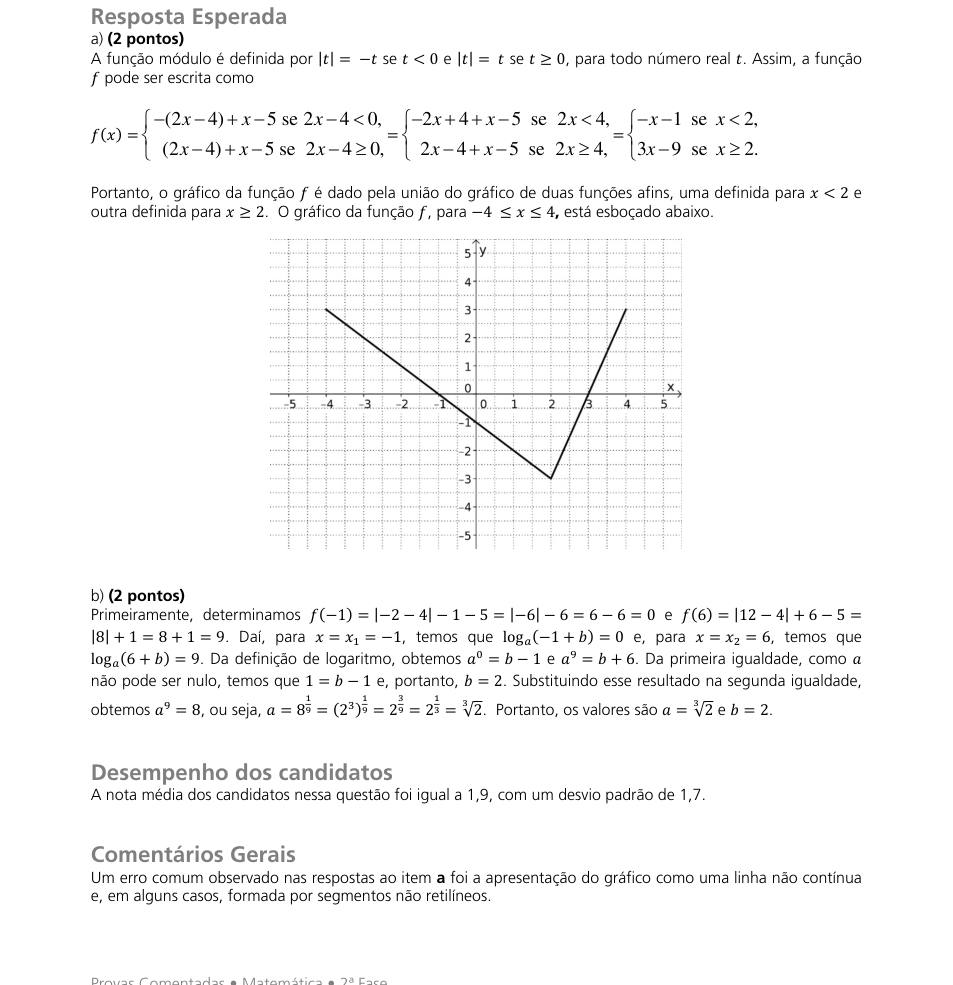 Resposta Esperada
a) (2 pontos)
A função módulo é definida por |t| = −t se t < 0 e |t| = t se t ≥ 0, para todo número real t. Assim, a função
f pode ser escrita como
f(x) = { −(2x−4)+x−5 se 2x−4<0, = { −2x+4+x−5 se 2x<4, = { −x−1 se x<2,
(2x−4)+x−5 se 2x−4≥0, 2x−4+x−5 se 2x≥4, 3x−9 se x≥2.
Portanto, o gráfico da função f é dado pela união do gráfico de duas funções afins, uma definida para x < 2 e
outra definida para x ≥ 2. O gráfico da função f, para −4 ≤ x ≤ 4, está esboçado abaixo.
5 y
4
3
2
1
0 x
-5 -4 -3 -2 -1 0 1 2 3 4 5
-1
-2
-3
-4
-5
b) (2 pontos)
Primeiramente, determinamos f(−1) = |−2 − 4| − 1 − 5 = |−6| − 6 = 6 − 6 = 0 e f(6) = |12 − 4| + 6 − 5 =
|8| + 1 = 8 + 1 = 9. Daí, para x = x₁ = −1, temos que logₐ(−1 + b) = 0 e, para x = x₂ = 6, temos que
logₐ(6 + b) = 9. Da definição de logaritmo, obtemos a⁰ = b − 1 e a⁹ = b + 6. Da primeira igualdade, como a
não pode ser nulo, temos que 1 = b − 1 e, portanto, b = 2. Substituindo esse resultado na segunda igualdade,
obtemos a⁹ = 8, ou seja, a = 8^(1/9) = (2³)^(1/9) = 2^(3/9) = 2^(1/3) = ∛2. Portanto, os valores são a = ∛2 e b = 2.
Desempenho dos candidatos
A nota média dos candidatos nessa questão foi igual a 1,9, com um desvio padrão de 1,7.
Comentários Gerais
Um erro comum observado nas respostas ao item a foi a apresentação do gráfico como uma linha não contínua
e, em alguns casos, formada por segmentos não retilíneos.
Provas Comentadas • Matemática • 2ª Fase